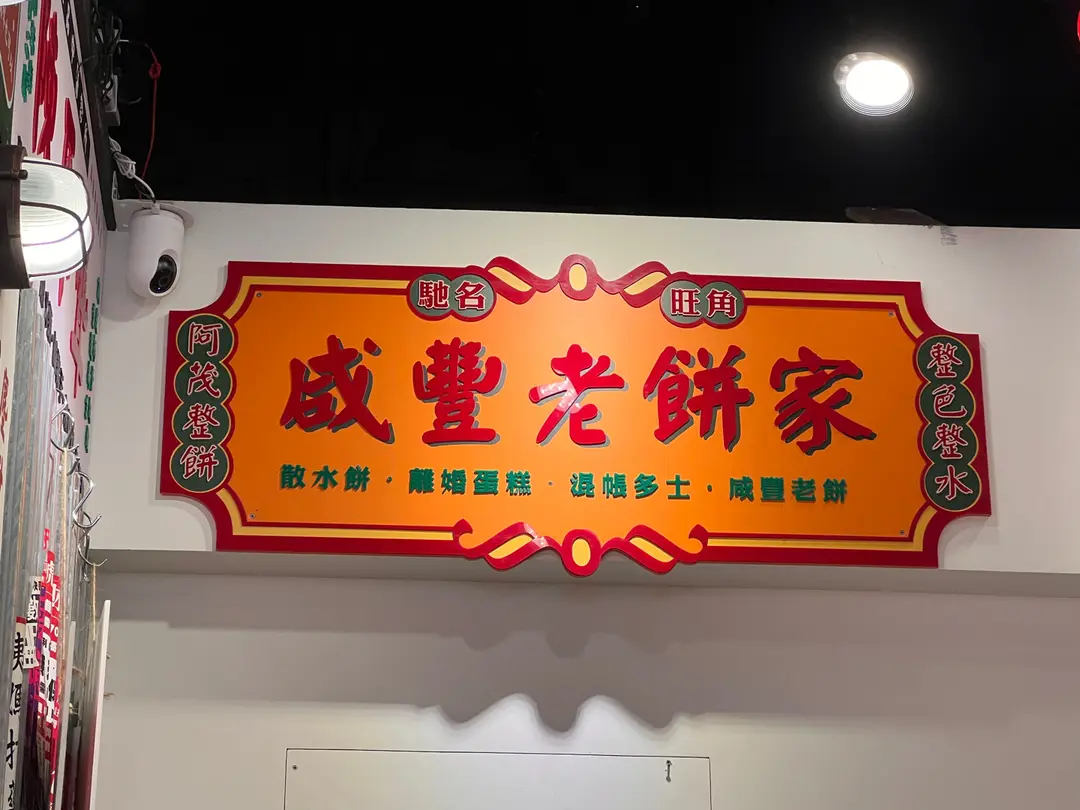 馳名 旺角
咸豐老餅家
散水餅·離婚蛋糕·混帳多士·咸豐老餅
阿茂整餅
整色整水